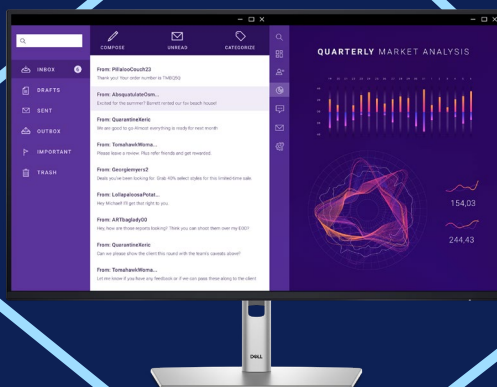 COMPOSE
UNREAD
CATEGORIZE
INBOX
6
DRAFTS
SENT
OUTBOX
IMPORTANT
TRASH
From: PillalooCouch23
Thank you! Your order number is
From: AbsquatulateOsm...
Excited for the summer? Barrett rented our fav beach house!
From: QuarantineXeric
We are good to go Almost everything is ready for next month
From: TomahawkWoma...
Please leave a review. Plus refer friends and get rewarded.
From: Georgiemyers2
Deals you've been looking for. Grab 40% select styles for this limited-time sale.
From: LollapaloosaPotat...
Hey Michael! I'll get that right to you.
From: ARTbaglady00
Hey, how are those reports looking? Think you can shoot them over my EOD?
From: QuarantineXeric
Can we please show the client this round with the team's caveats above?
From: TomahawkWoma...
Let me know if you have any feedback or if we can pass these along to the client
QUARTERLY MARKET ANALYSIS
154,03
244,43
DELL